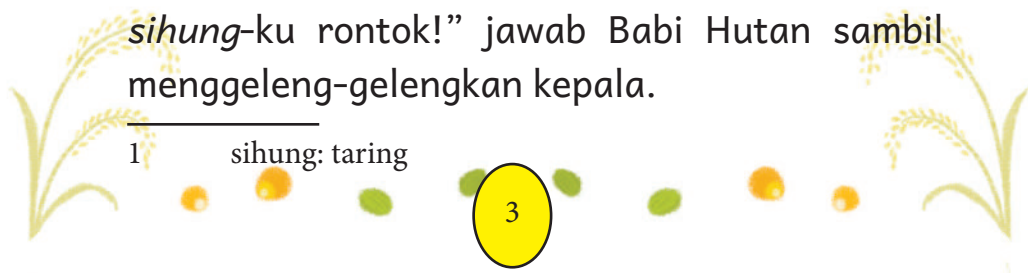 sihung-ku rontok!” jawab Babi Hutan sambil
menggeleng-gelengkan kepala.
1 sihung: taring
3